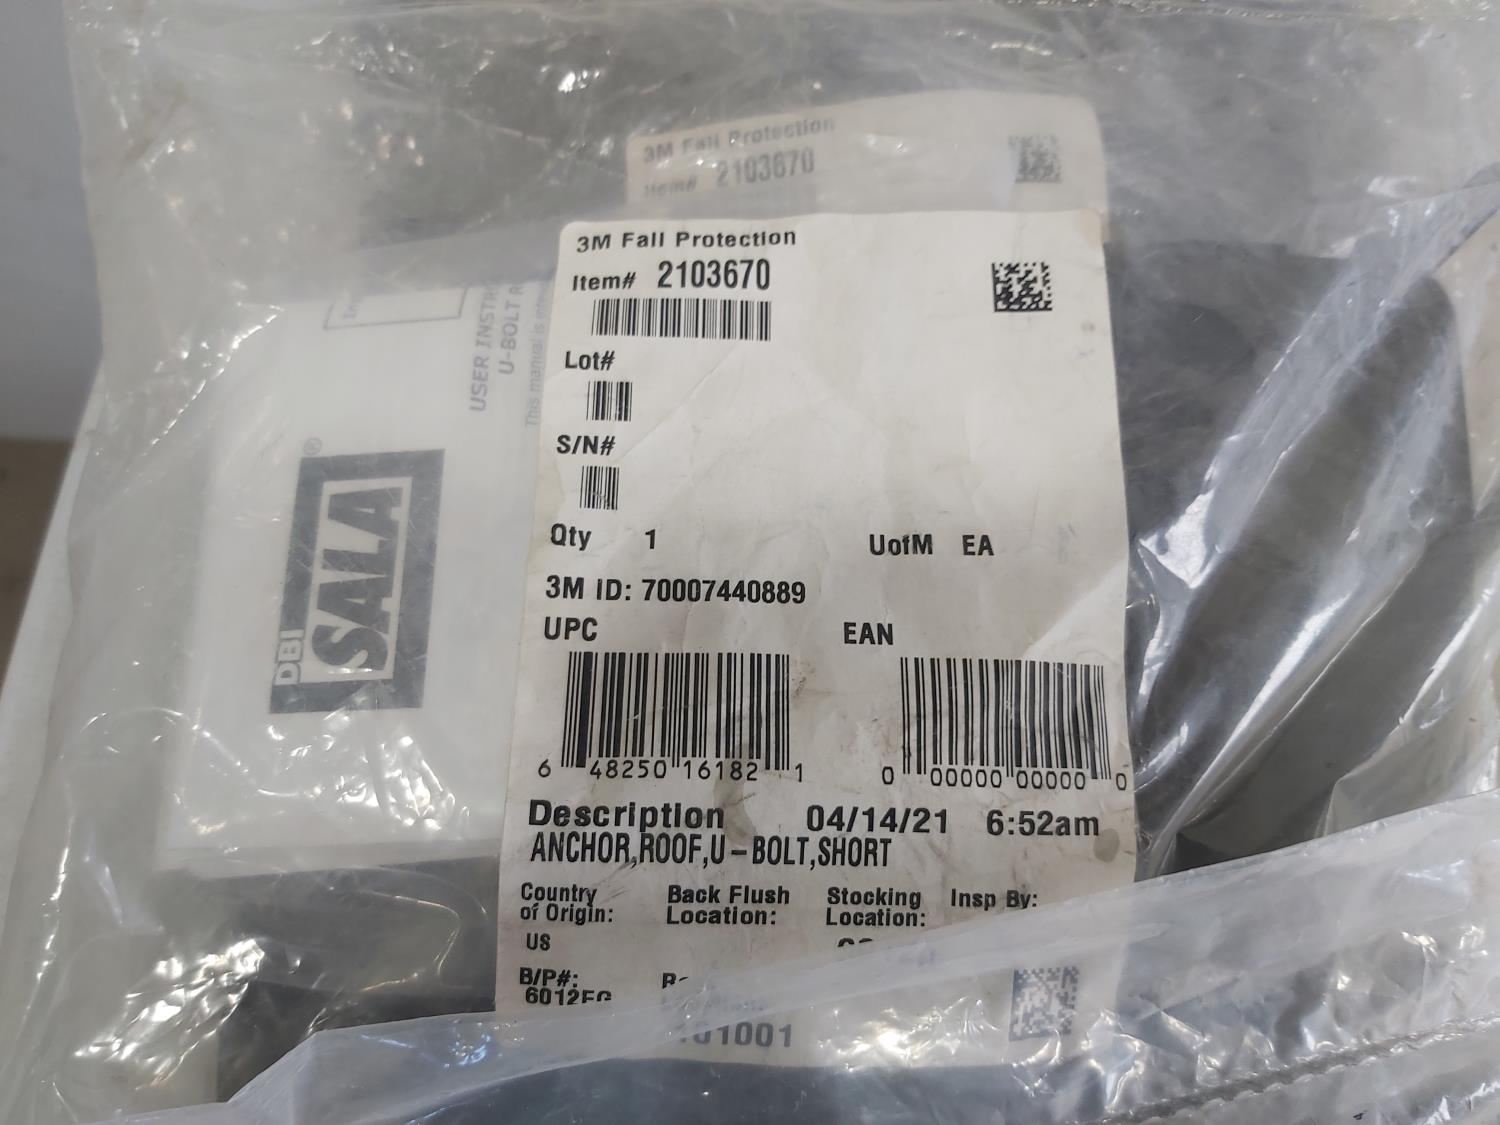 3M Fall Protection
Item# 2103670
3M Fall Protection
Item# 2103670
Lot#
S/N#
Qty 1 UofM EA
3M ID: 70007440889
UPC EAN
6 48250 16182 1 0 00000 00000 0
Description 04/14/21 6:52am
ANCHOR,ROOF,U-BOLT,SHORT
Country of Origin:
US
Back Flush Location:
Stocking Location:
Insp By:
B/P#:
USER
U-BOLT
This manual is
DBI
SALA®